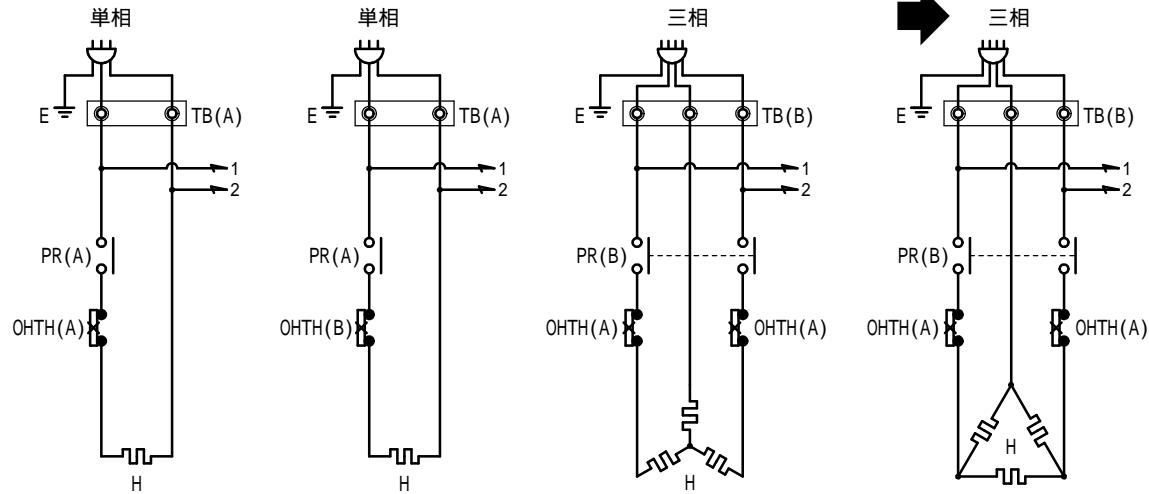 単相 単相 三相 三相
E TB(A) E TB(A) E TB(B) E TB(B)
1 1 1 1
2 2 2 2
PR(A) PR(A) PR(B) PR(B)
OHTH(A) OHTH(B) OHTH(A) OHTH(A) OHTH(A) OHTH(A)
H H H H